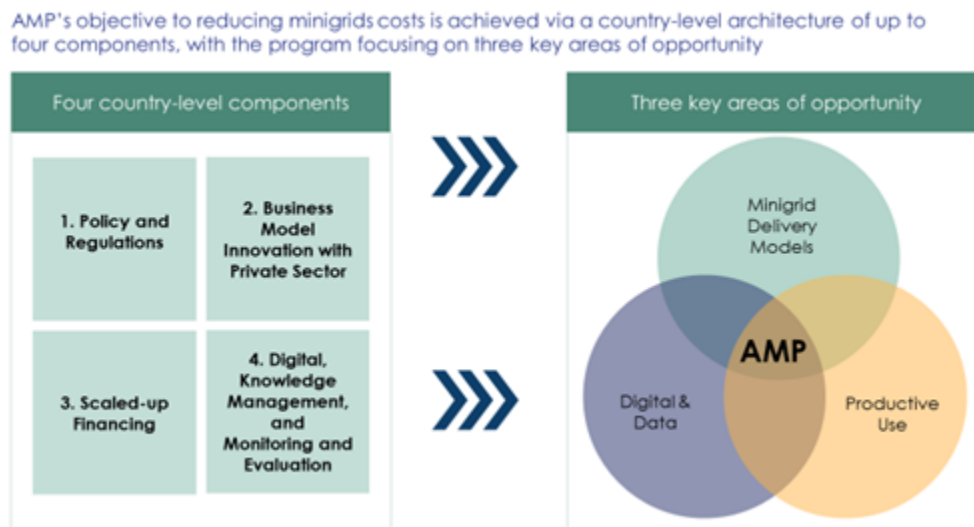 AMP's objective to reducing minigrids costs is achieved via a country-level architecture of up to
four components, with the program focusing on three key areas of opportunity
Four country-level components
1. Policy and
Regulations
2. Business
Model
Innovation with
Private Sector
3. Scaled-up
Financing
4. Digital,
Knowledge
Management,
and
Monitoring and
Evaluation
Three key areas of opportunity
Minigrid
Delivery
Models
AMP
Digital &
Data
Productive
Use